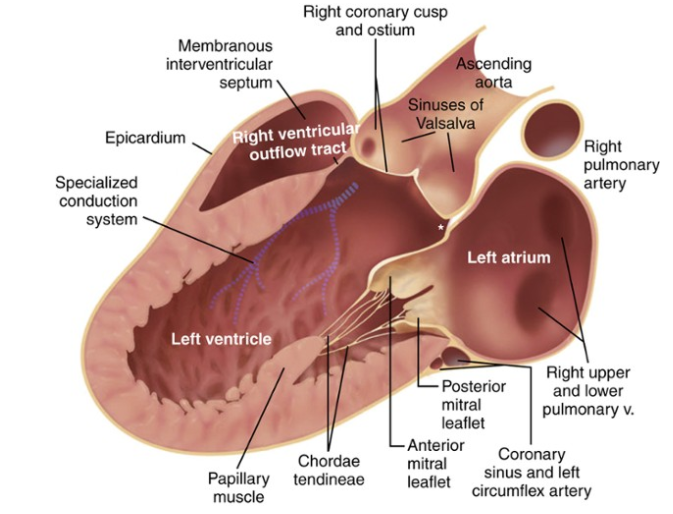 Right coronary cusp
and ostium
Membranous
interventricular
septum
Ascending
aorta
Sinuses of
Valsalva
Epicardium
Right ventricular
outflow tract
Right
pulmonary
artery
Specialized
conduction
system
*
Left atrium
Left ventricle
Right upper
and lower
pulmonary v.
Posterior
mitral
leaflet
Anterior
mitral
leaflet
Coronary
sinus and left
circumflex artery
Chordae
tendineae
Papillary
muscle